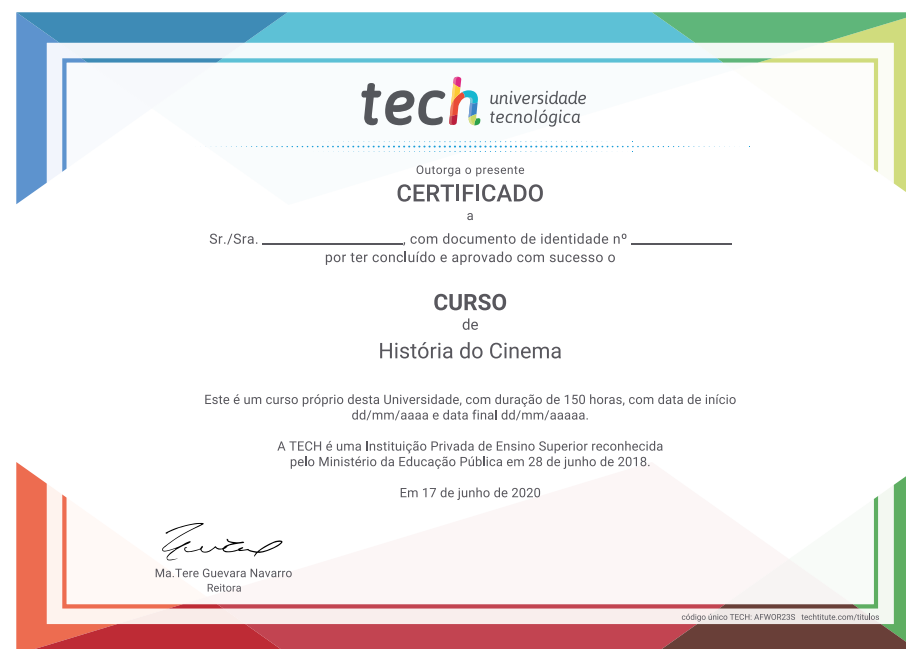 tech universidade
tecnológica
Outorga o presente
CERTIFICADO
a
Sr./Sra. ________________, com documento de identidade nº ____________
por ter concluído e aprovado com sucesso o
CURSO
de
História do Cinema
Este é um curso próprio desta Universidade, com duração de 150 horas, com data de início
dd/mm/aaaa e data final dd/mm/aaaaa.
A TECH é uma Instituição Privada de Ensino Superior reconhecida
pelo Ministério da Educação Pública em 28 de junho de 2018.
Em 17 de junho de 2020
Ma.Tere Guevara Navarro
Reitora
código único TECH: AFWOR23S techtitute.com/titulos